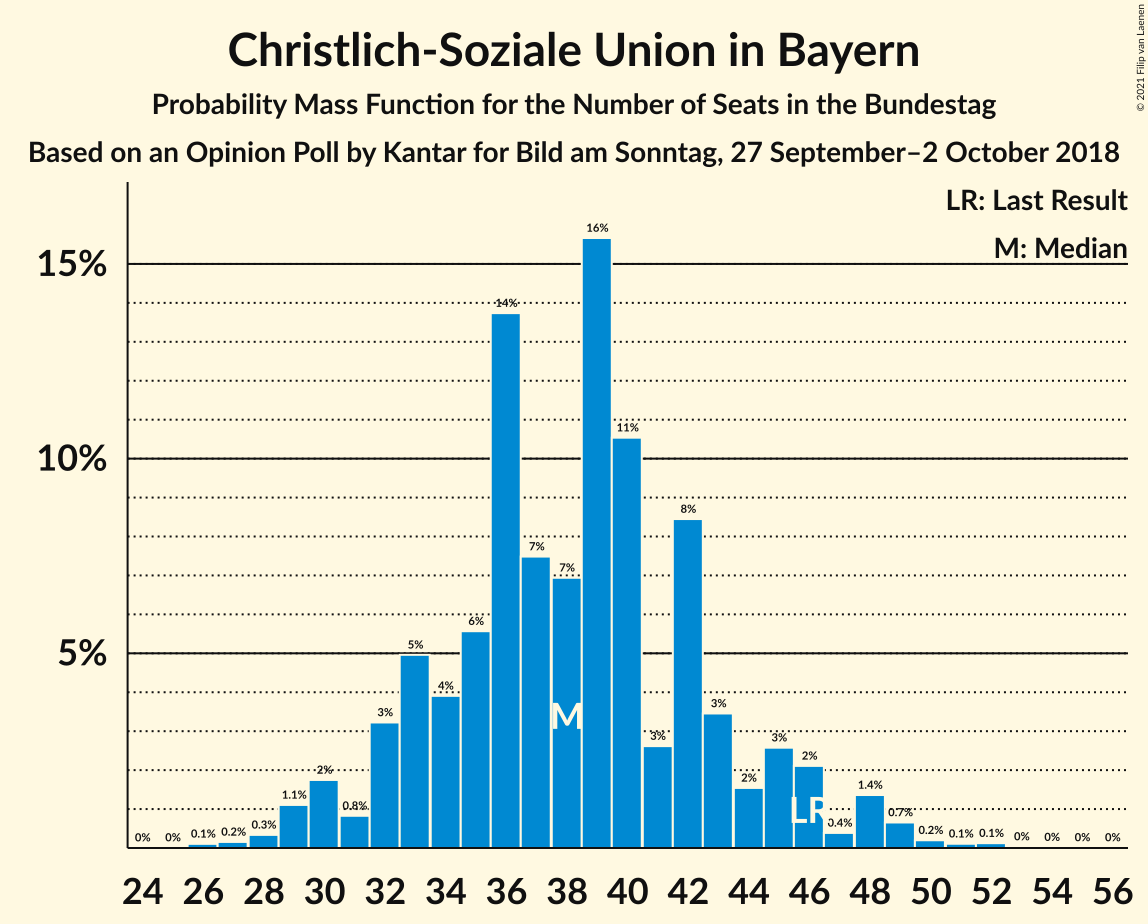 Christlich-Soziale Union in Bayern
Probability Mass Function for the Number of Seats in the Bundestag
Based on an Opinion Poll by Kantar for Bild am Sonntag, 27 September–2 October 2018
© 2021 Filip van Laenen
LR: Last Result
M: Median
15%
10%
5%
0% 0% 0.1% 0.2% 0.3% 1.1% 2% 0.8% 3% 5% 4% 6% 14% 7% 7% 16% 11% 3% 8% 3% 2% 3% 2% 0.4% 1.4% 0.7% 0.2% 0.1% 0.1% 0% 0% 0% 0%
M
LR
24 26 28 30 32 34 36 38 40 42 44 46 48 50 52 54 56